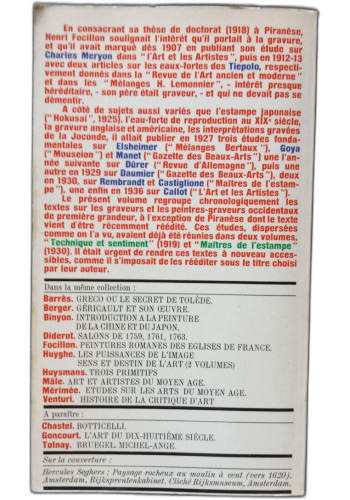 En consacrant sa thèse de doctorat (1918) à Piranèse,
Henri Focillon soulignait l'intérêt qu'il portait à la gravure,
et qu'il avait marqué dès 1907 en publiant son étude sur
Charles Meryon dans "l'Art et les Artistes", puis en 1912-13
avec deux articles sur les eaux-fortes des Tiepolo, respecti-
vement donnés dans la "Revue de l'Art ancien et moderne"
et dans les "Mélanges H. Lemonnier", - intérêt presque
héréditaire, - son père était graveur, - et qui ne devait pas se
démentir.
A côté de sujets aussi variés que l'estampe japonaise
("Hokusaï", 1925), l'eau-forte de reproduction au XIXe siècle,
la gravure anglaise et américaine, les interprétations gravées
de la Joconde, il allait publier en 1927 trois études fonda-
mentales sur Elsheimer ("Mélanges Bertaux"), Goya
("Mouseion") et Manet ("Gazette des Beaux-Arts") une l'an-
née suivante sur Dürer ("Revue d'Allemagne"), puis une
autre en 1929 sur Daumier ("Gazette des Beaux-Arts), deux
en 1930, sur Rembrandt et Castiglione ("Maîtres de l'estam-
pe"), une enfin en 1936 sur Callot ("L'Art et les Artistes").
Le présent volume regroupe chronologiquement les
textes sur les graveurs et les peintres-graveurs occidentaux
de première grandeur, à l'exception de Piranèse dont le texte
vient d'être récemment réédité. Ces études, dispersées
comme on l'a vu, avaient déjà été réunies dans deux volumes,
"Technique et sentiment" (1919) et "Maîtres de l'estampe"
(1930). Il était urgent de rendre ces textes à nouveau acces-
sibles, comme il s'imposait de les rééditer sous le titre choisi
par leur auteur.
Dans la même collection :
Barrès. GRECO OU LE SECRET DE TOLÈDE.
Berger. GÉRICAULT ET SON ŒUVRE.
Binyon. INTRODUCTION A LA PEINTURE
DE LA CHINE ET DU JAPON.
Diderot. SALONS DE 1759, 1761, 1763.
Focillon. PEINTURES ROMANES DES EGLISES DE FRANCE.
Huyghe. LES PUISSANCES DE L'IMAGE
SENS ET DESTIN DE L'ART (2 VOLUMES)
Huysmans. TROIS PRIMITIFS
Mâle. ART ET ARTISTES DU MOYEN AGE.
Mérimée. ETUDES SUR LES ARTS DU MOYEN AGE.
Venturi. HISTOIRE DE LA CRITIQUE D'ART
A paraître :
Chastel. BOTTICELLI.
Goncourt. L'ART DU DIX-HUITIÈME SIÈCLE.
Tolnay. BRUEGEL, MICHEL-ANGE.
Sur la couverture :
Hercules Seghers : Paysage rocheux au moulin à vent (vers 1620).
Amsterdam, Rijksprentenkabinet. Cliché Rijksmuseum, Amsterdam.